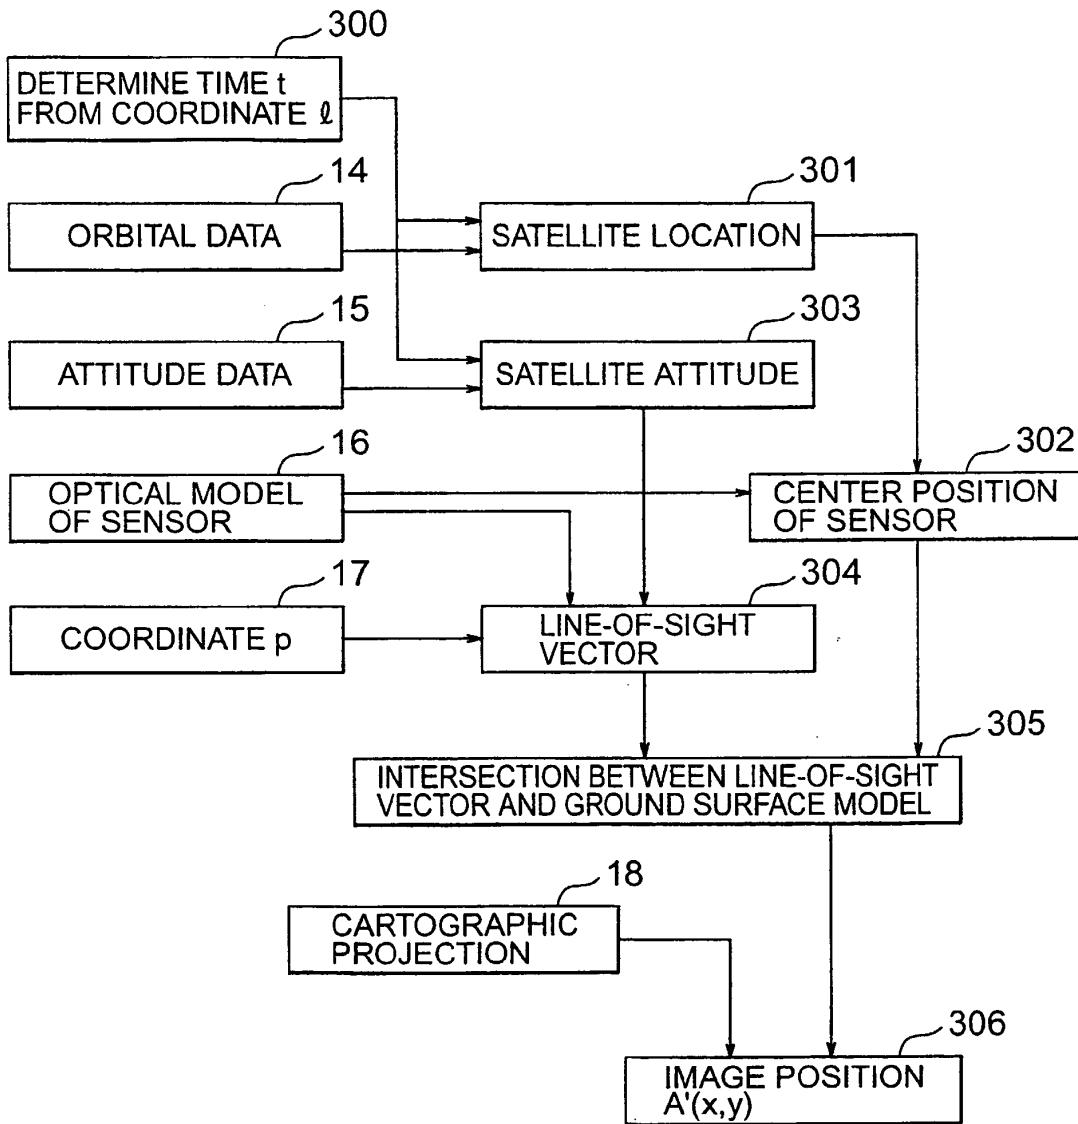 300
DETERMINE TIME t
FROM COORDINATE ℓ
14
ORBITAL DATA
301
SATELLITE LOCATION
15
ATTITUDE DATA
303
SATELLITE ATTITUDE
16
OPTICAL MODEL
OF SENSOR
302
CENTER POSITION
OF SENSOR
17
COORDINATE p
304
LINE-OF-SIGHT
VECTOR
305
INTERSECTION BETWEEN LINE-OF-SIGHT
VECTOR AND GROUND SURFACE MODEL
18
CARTOGRAPHIC
PROJECTION
306
IMAGE POSITION
A'(x,y)